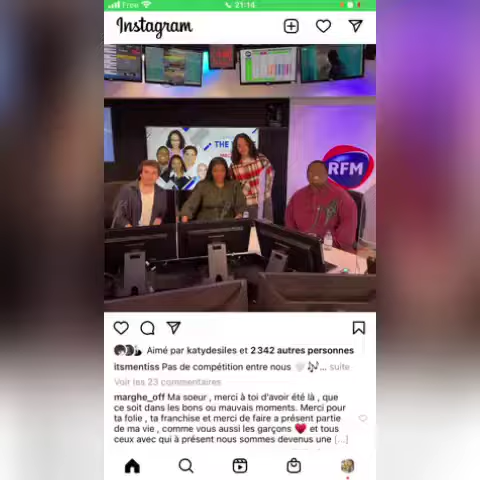 Free 21:14
Instagram
THE
RFM
Aimé par katydesiles et 2 342 autres personnes
itsmentiss Pas de compétition entre nous 🤍🎶... suite
Voir les 23 commentaires
marghe_off Ma soeur , merci à toi d'avoir été là , que
ce soit dans les bons ou mauvais moments. Merci pour
ta folie , ta franchise et merci de faire a présent partie
de ma vie , comme vous aussi les garçons ♥️ et tous
ceux avec qui à présent nous sommes devenus une [...]